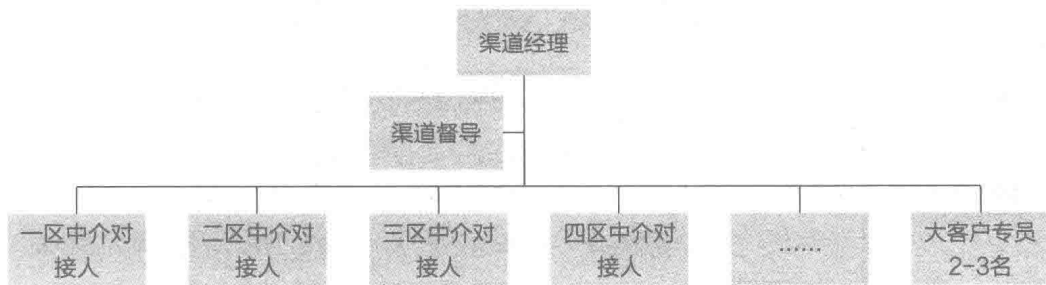 渠道经理
渠道督导
一区中介对
接人
二区中介对
接人
三区中介对
接人
四区中介对
接人
……
大客户专员
2-3名